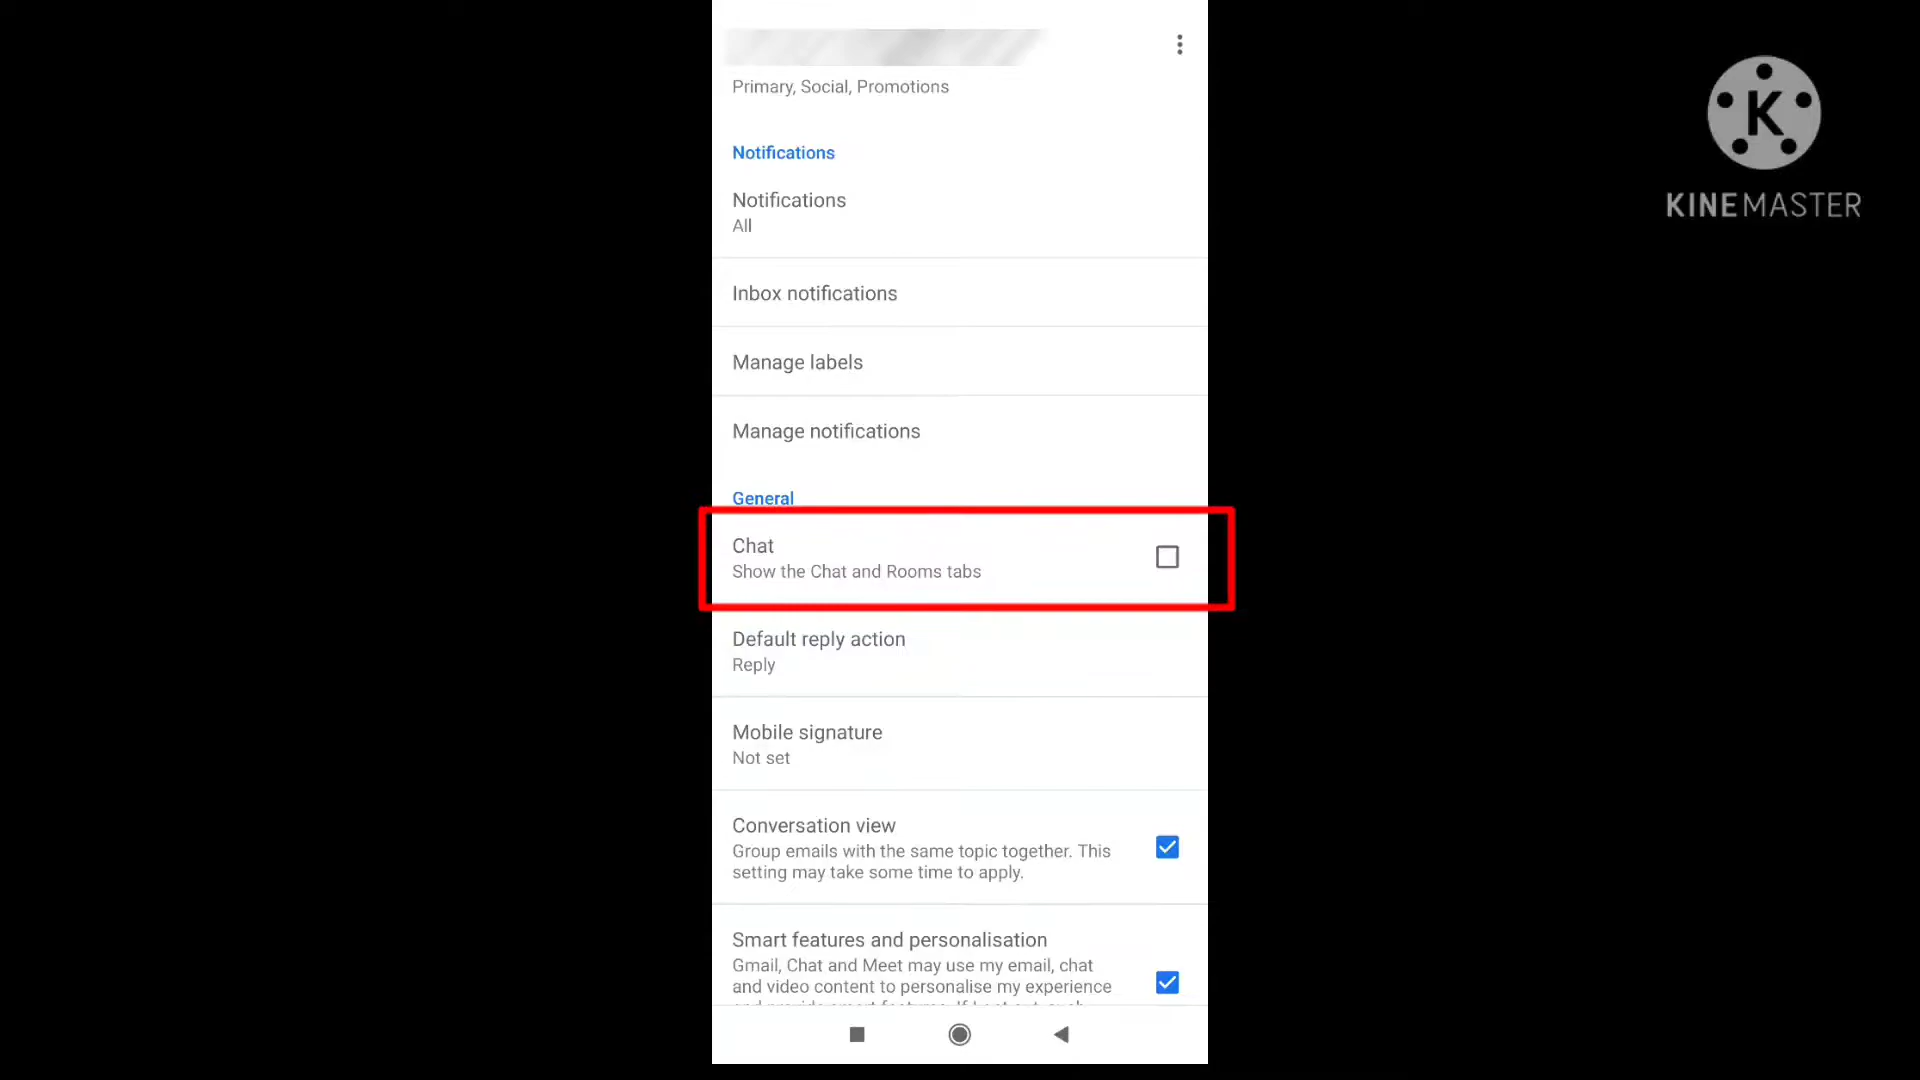 Primary, Social, Promotions
Notifications
Notifications
All
Inbox notifications
Manage labels
Manage notifications
General
Chat
Show the Chat and Rooms tabs
Default reply action
Reply
Mobile signature
Not set
Conversation view
Group emails with the same topic together. This
setting may take some time to apply.
Smart features and personalisation
Gmail, Chat and Meet may use my email, chat
and video content to personalise my experience
K
KINEMASTER